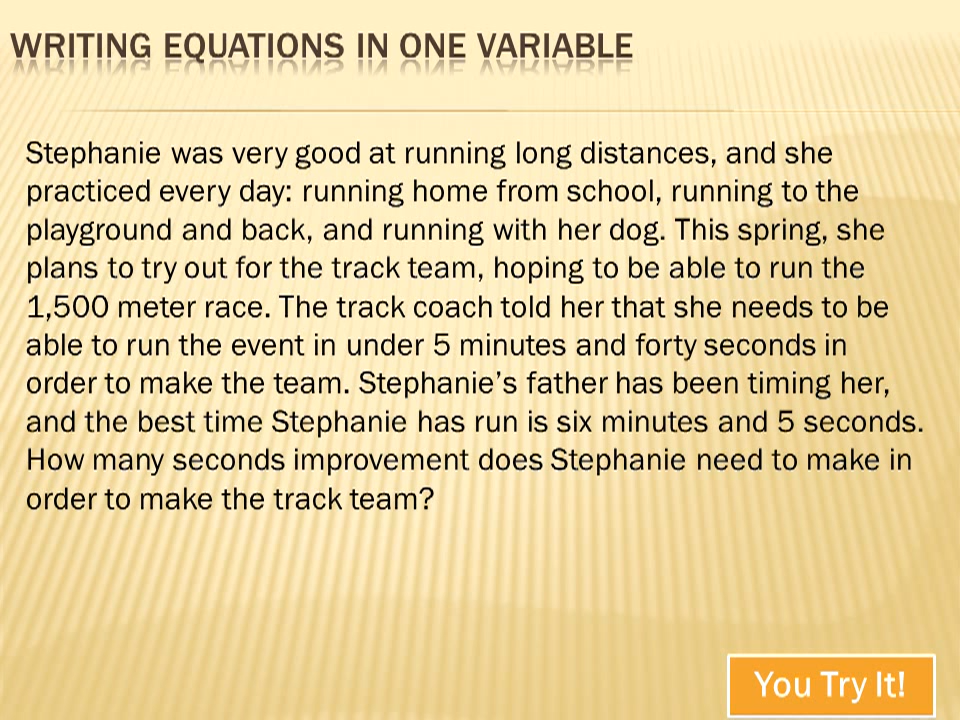 WRITING EQUATIONS IN ONE VARIABLE
Stephanie was very good at running long distances, and she
practiced every day: running home from school, running to the
playground and back, and running with her dog. This spring, she
plans to try out for the track team, hoping to be able to run the
1,500 meter race. The track coach told her that she needs to be
able to run the event in under 5 minutes and forty seconds in
order to make the team. Stephanie’s father has been timing her,
and the best time Stephanie has run is six minutes and 5 seconds.
How many seconds improvement does Stephanie need to make in
order to make the track team?
You Try It!